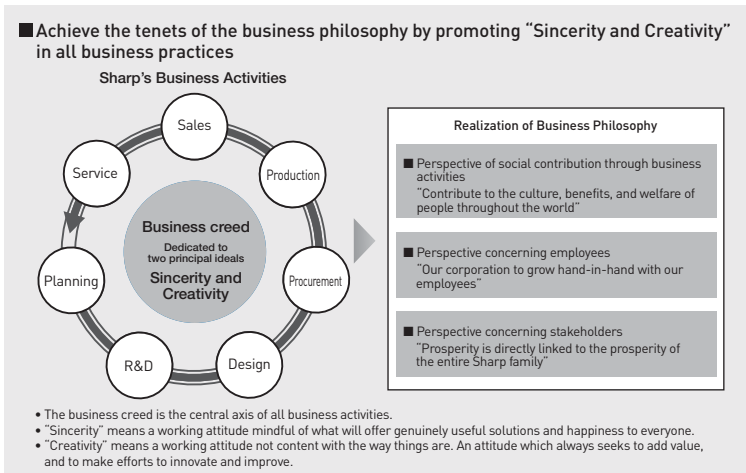 ■ Achieve the tenets of the business philosophy by promoting “Sincerity and Creativity”
in all business practices
Sharp’s Business Activities
Sales
Service
Production
Business creed
Dedicated to
two principal ideals
Sincerity and
Creativity
Planning
Procurement
R&D
Design
Realization of Business Philosophy
■ Perspective of social contribution through business
activities
“Contribute to the culture, benefits, and welfare of
people throughout the world”
■ Perspective concerning employees
“Our corporation to grow hand-in-hand with our
employees”
■ Perspective concerning stakeholders
“Prosperity is directly linked to the prosperity of
the entire Sharp family”
• The business creed is the central axis of all business activities.
• “Sincerity” means a working attitude mindful of what will offer genuinely useful solutions and happiness to everyone.
• “Creativity” means a working attitude not content with the way things are. An attitude which always seeks to add value,
and to make efforts to innovate and improve.